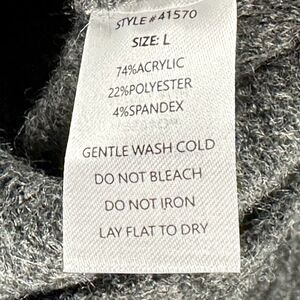 STYLE # 41570
SIZE: L
74%ACRYLIC
22%POLYESTER
4%SPANDEX
GENTLE WASH COLD
DO NOT BLEACH
DO NOT IRON
LAY FLAT TO DRY